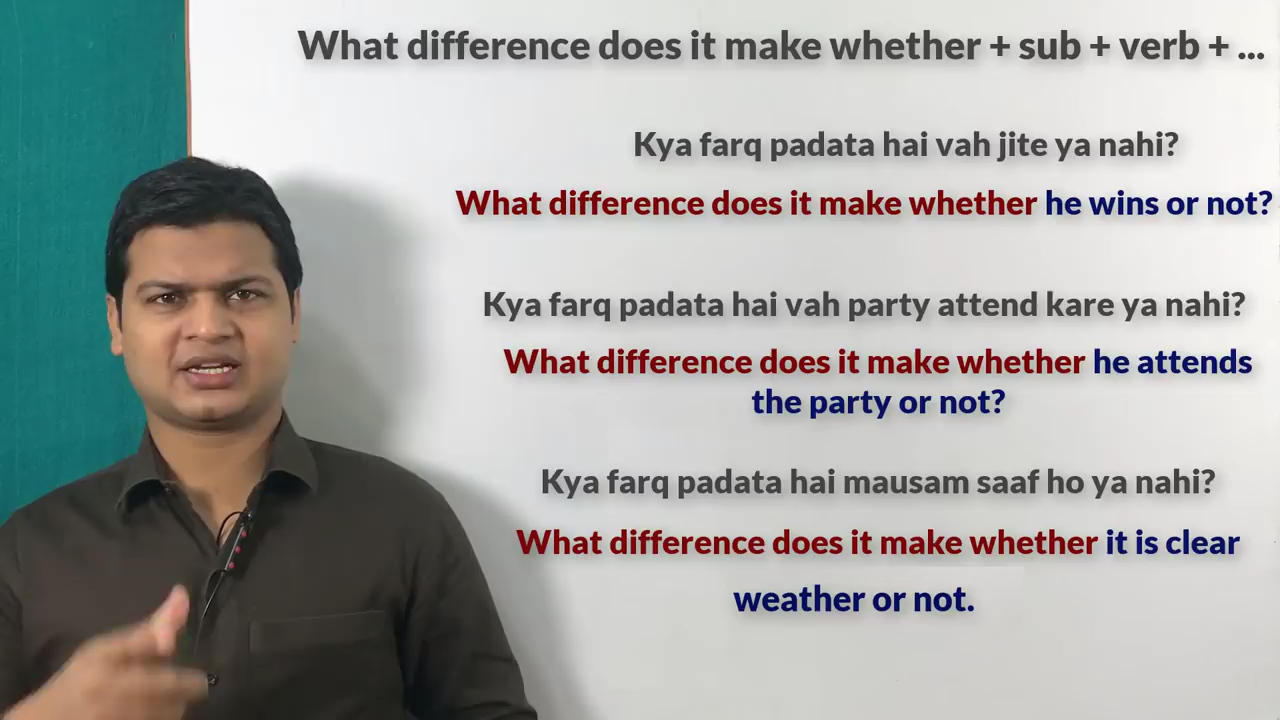 What difference does it make whether + sub + verb + ...
Kya farq padata hai vah jite ya nahi?
What difference does it make whether he wins or not?
Kya farq padata hai vah party attend kare ya nahi?
What difference does it make whether he attends
the party or not?
Kya farq padata hai mausam saaf ho ya nahi?
What difference does it make whether it is clear
weather or not.